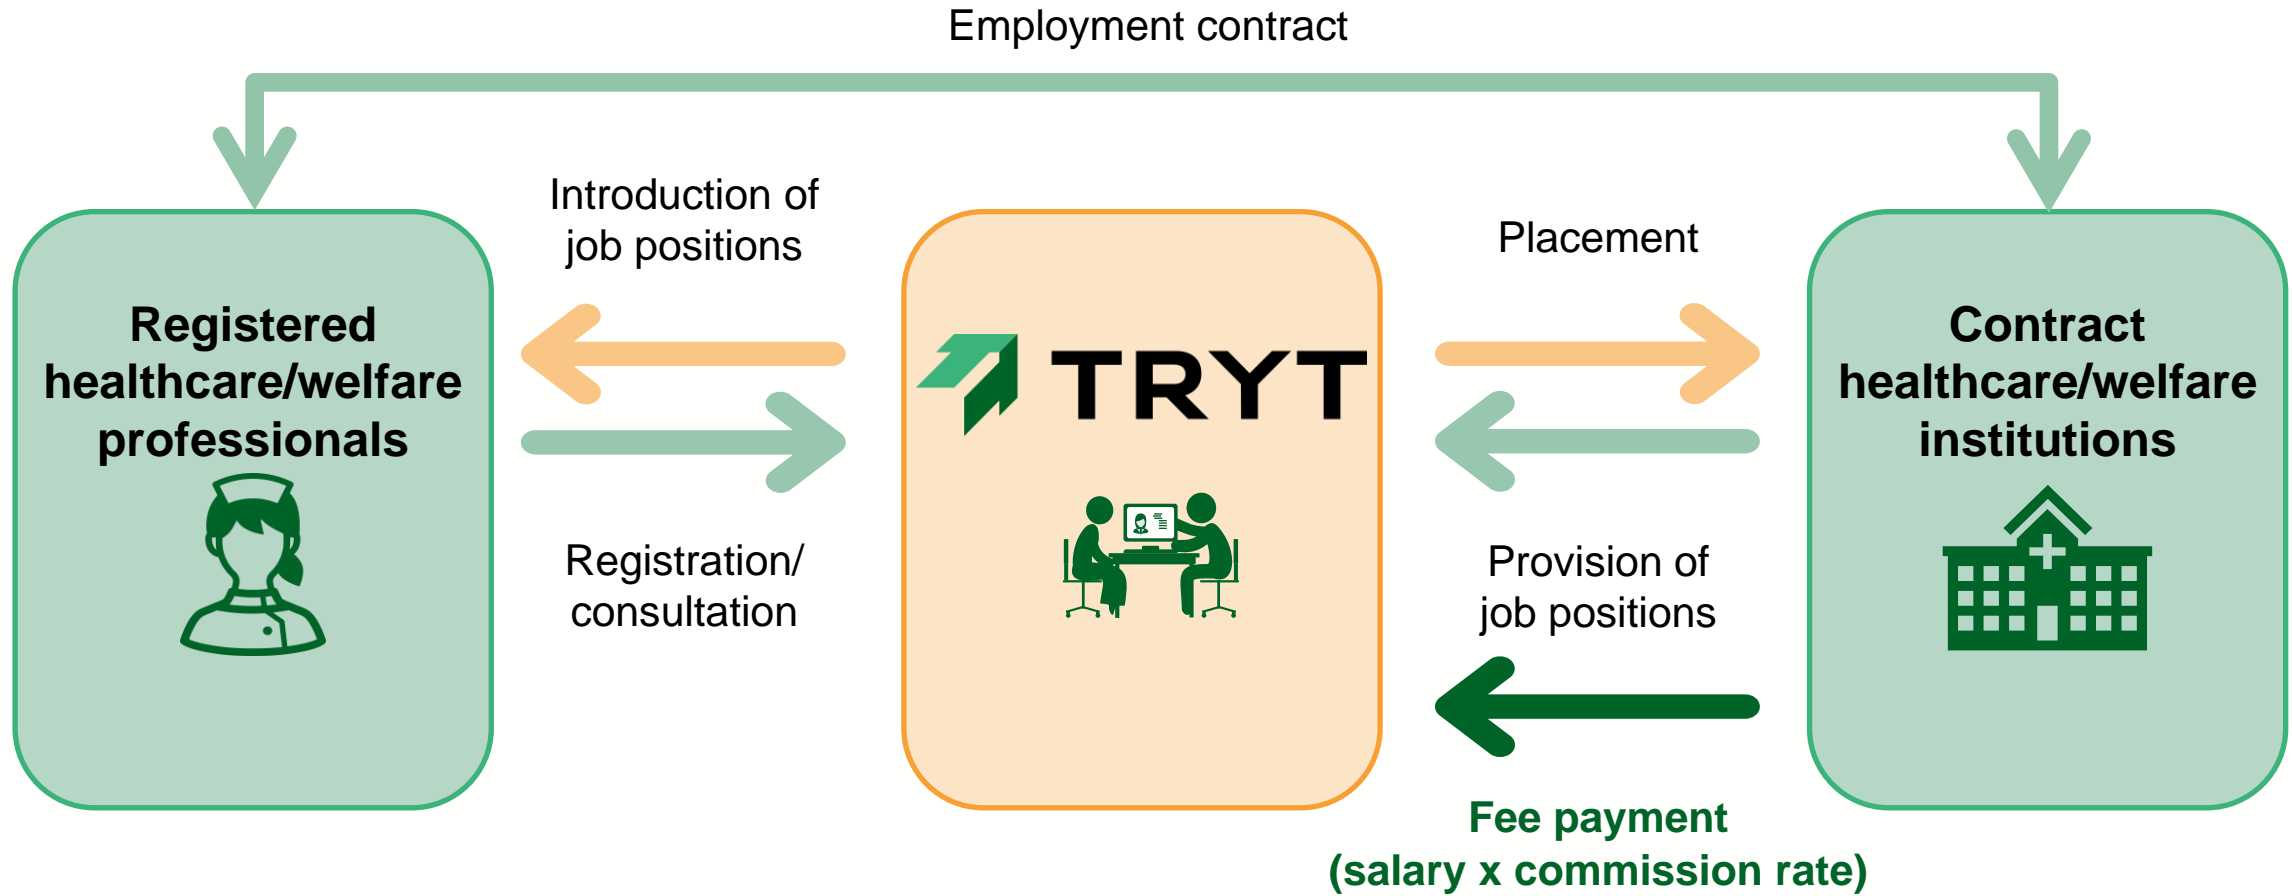 Employment contract
Introduction of
job positions
Placement
Registered
healthcare/welfare
professionals
TRYT
Contract
healthcare/welfare
institutions
Registration/
consultation
Provision of
job positions
Fee payment
(salary x commission rate)